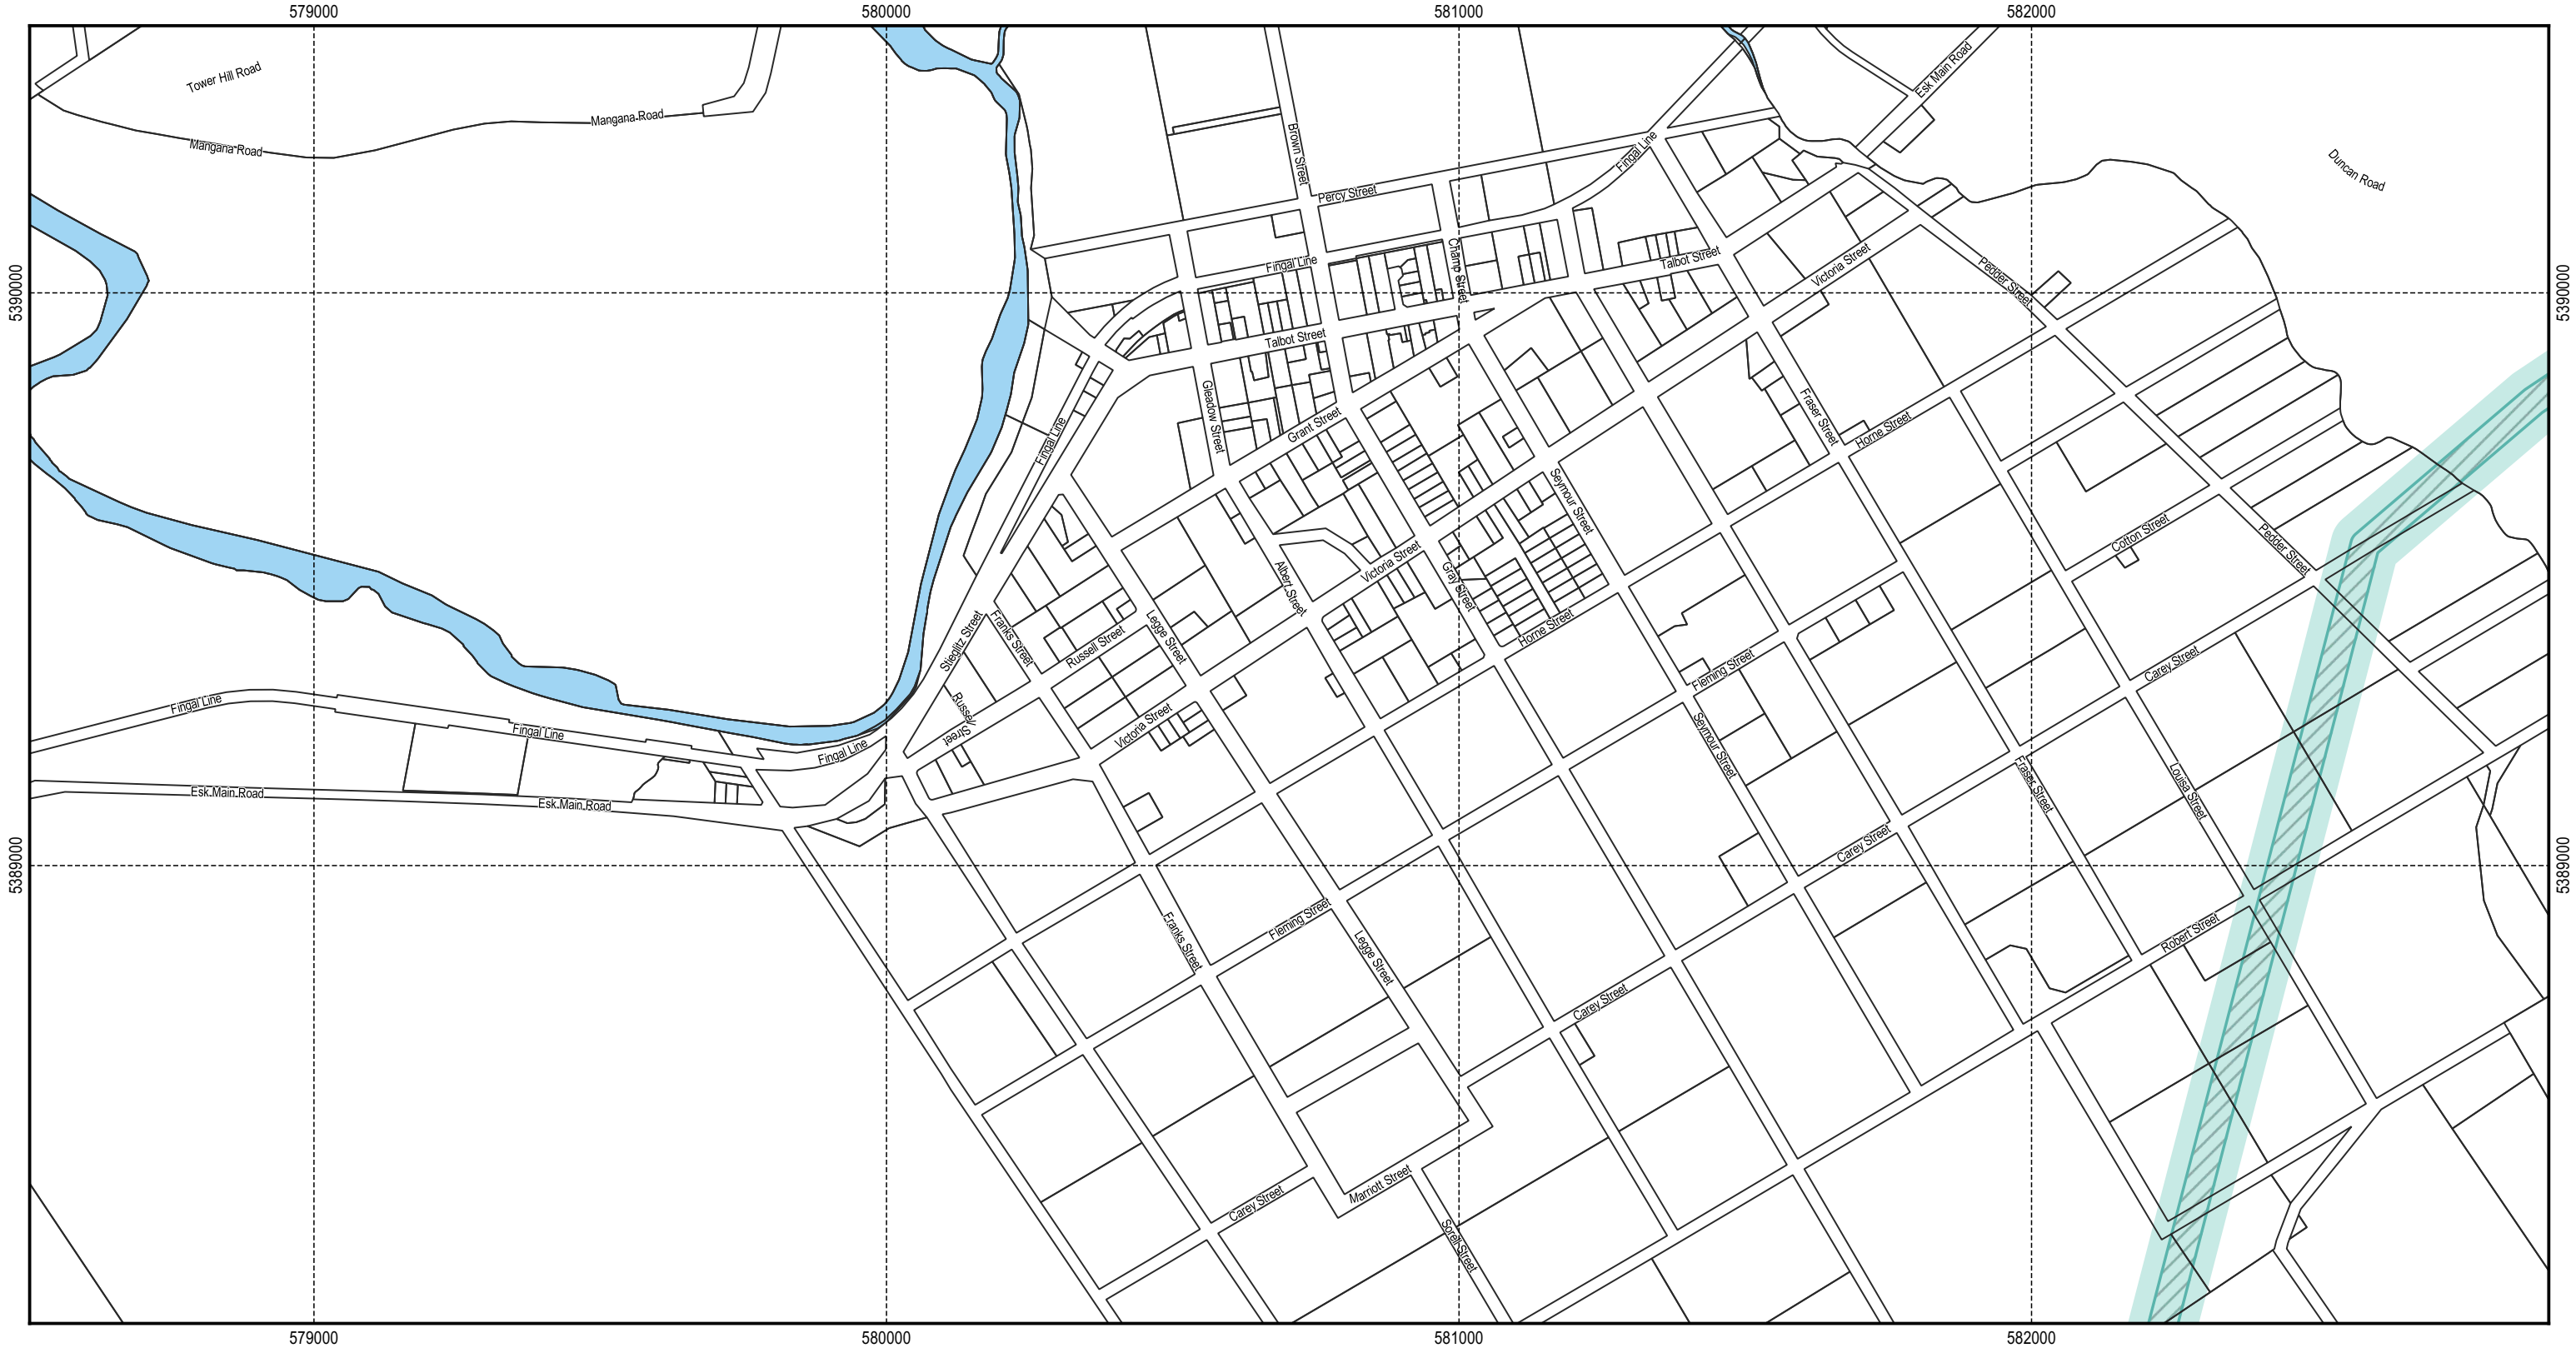 579000
580000
581000
582000
Tower Hill Road
Mangana Road
Mangana Road
Esk Main Road
Brown Street
Fingal Line
Percy Street
Duncan Road
5390000
5390000
Fingal Line
Champ Street
Talbot Street
Victoria Street
Pedder Street
Talbot Street
Gleadow Street
Grant Street
Fingal Line
Fraser Street
Horne Street
Seymour Street
Cotton Street
Pedder Street
Victoria Street
Albert Street
Gray Street
Stieglitz Street
Franks Street
Russell Street
Legge Street
Horne Street
Fleming Street
Carey Street
Fingal Line
Russell
Street
Victoria Street
Fingal Line
Fingal Line
Seymour Street
Fraser Street
Louisa Street
Esk Main Road
Esk Main Road
Carey Street
5389000
5389000
Franks Street
Fleming Street
Legge Street
Robert Street
Carey Street
Carey Street
Marriott Street
Sorell Street
579000
580000
581000
582000